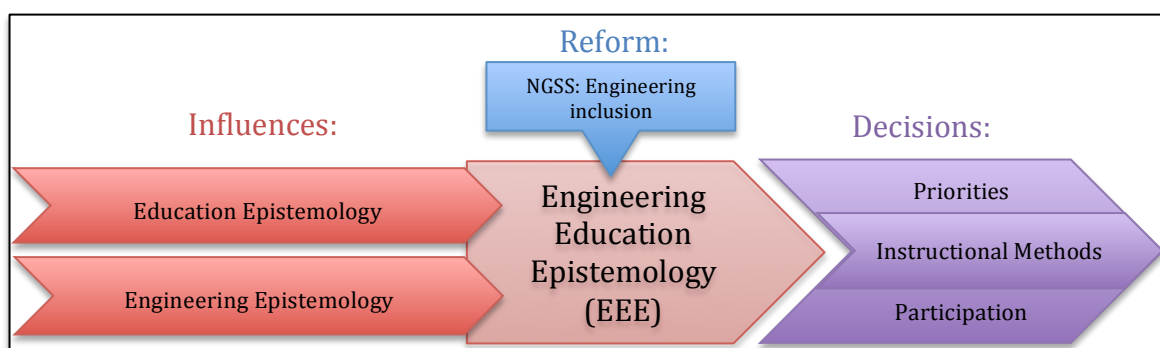 Reform:
NGSS: Engineering
inclusion
Influences:
Decisions:
Education Epistemology
Engineering Epistemology
Engineering
Education
Epistemology
(EEE)
Priorities
Instructional Methods
Participation